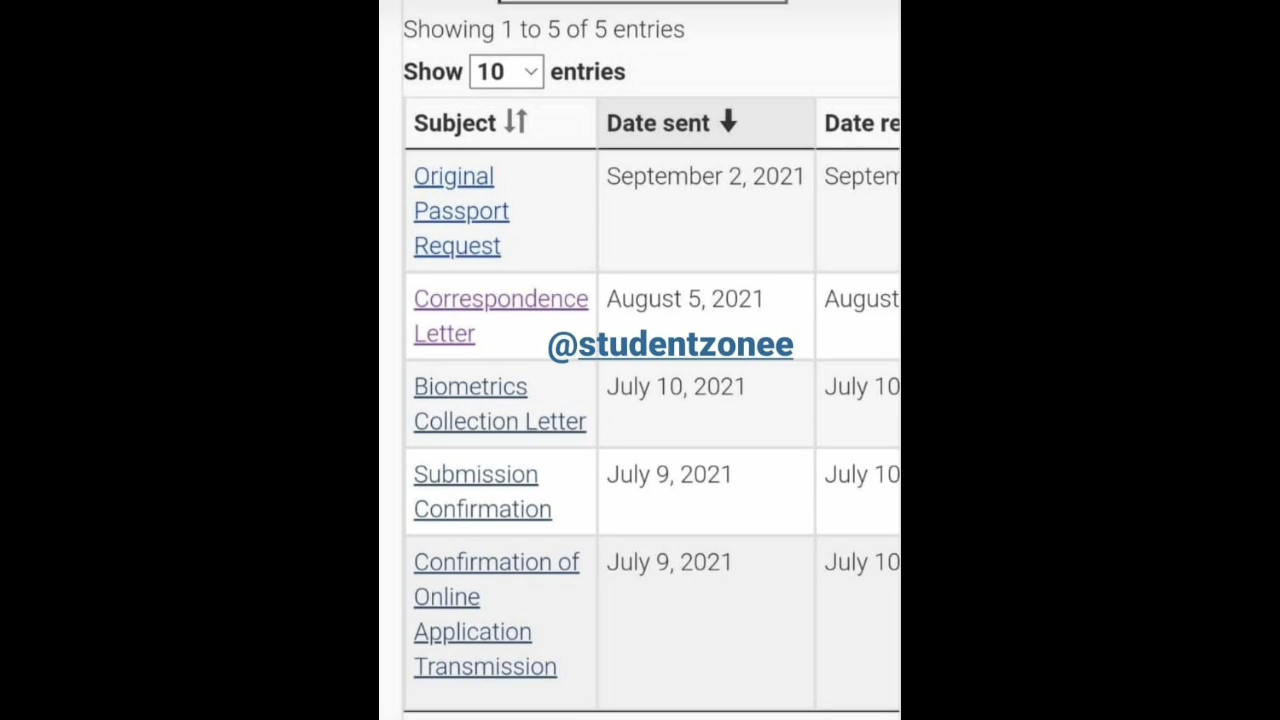 Showing 1 to 5 of 5 entries
Show 10 entries
Subject Date sent Date re
Original September 2, 2021 Septem
Passport
Request
Correspondence August 5, 2021 August
Letter
@studentzonee
Biometrics July 10, 2021 July 10
Collection Letter
Submission July 9, 2021 July 10
Confirmation
Confirmation of July 9, 2021 July 10
Online
Application
Transmission